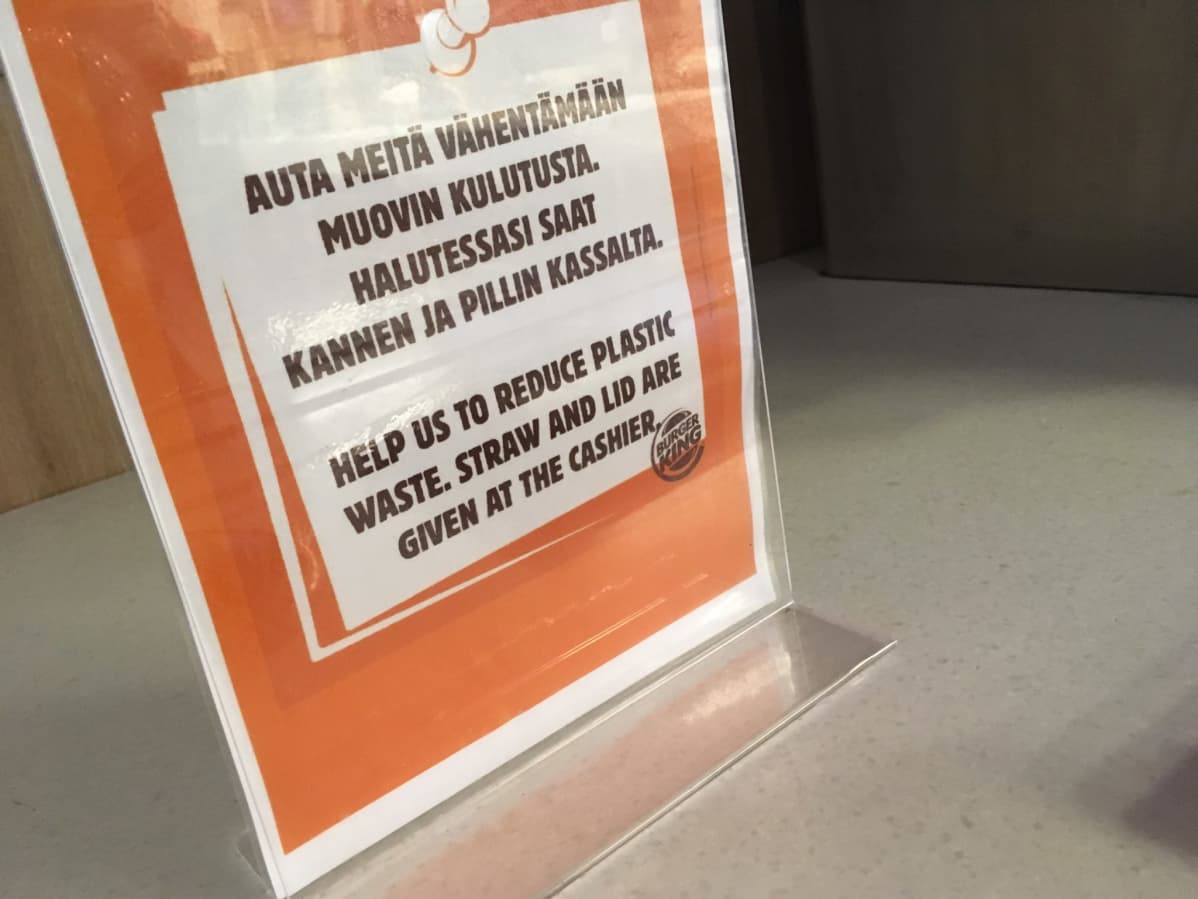 AUTA MEITÄ VÄHENTÄMÄÄN
MUOVIN KULUTUSTA.
HALUTESSASI SAAT
KANNEN JA PILLIN KASSALTA.
HELP US TO REDUCE PLASTIC
WASTE. STRAW AND LID ARE
GIVEN AT THE CASHIER.
BURGER
KING